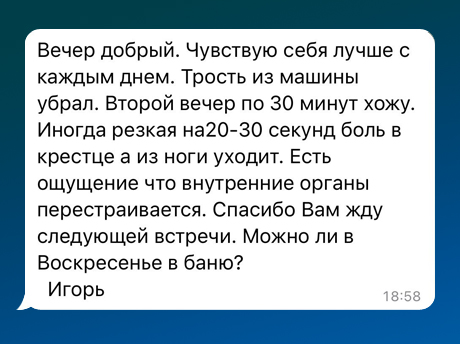 Вечер добрый. Чувствую себя лучше с
каждым днем. Трость из машины
убрал. Второй вечер по 30 минут хожу.
Иногда резкая на20-30 секунд боль в
крестце а из ноги уходит. Есть
ощущение что внутренние органы
перестраивается. Спасибо Вам жду
следующей встречи. Можно ли в
Воскресенье в баню?
Игорь
18:58